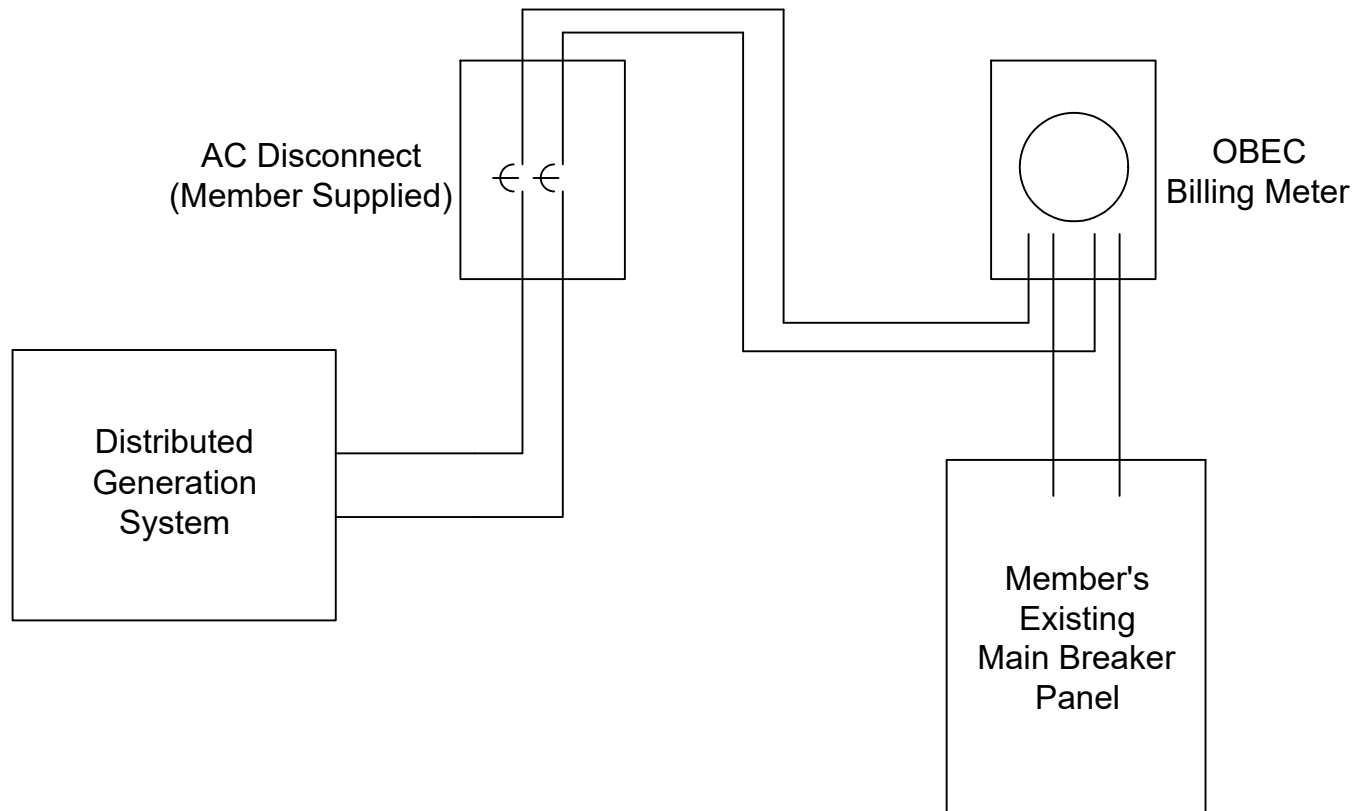 AC Disconnect
(Member Supplied)
OBEC
Billing Meter
Distributed
Generation
System
Member's
Existing
Main Breaker
Panel